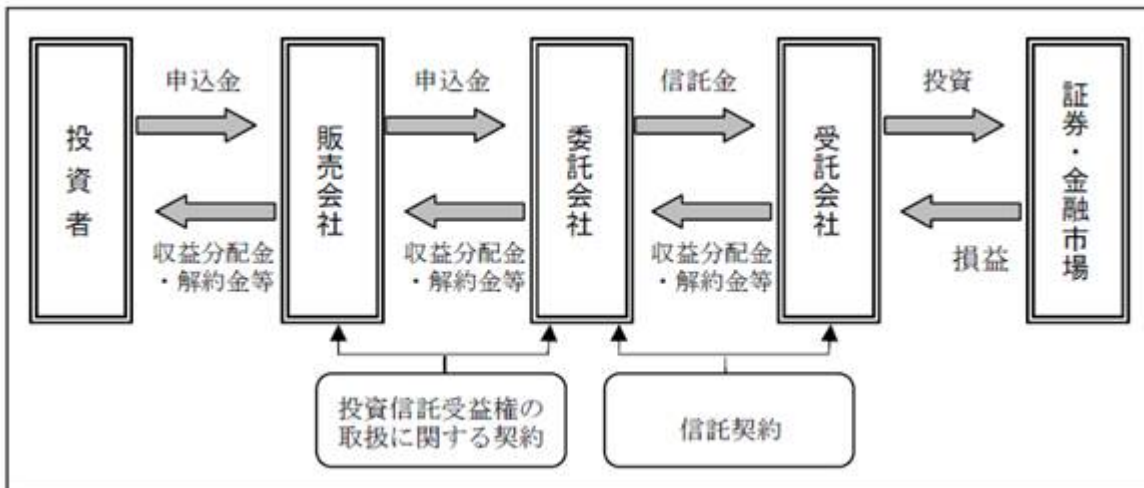 投資者
申込金
収益分配金
・解約金等
販売会社
申込金
収益分配金
・解約金等
委託会社
信託金
収益分配金
・解約金等
受託会社
投資
損益
証券・金融市場
投資信託受益権の
取扱に関する契約
信託契約